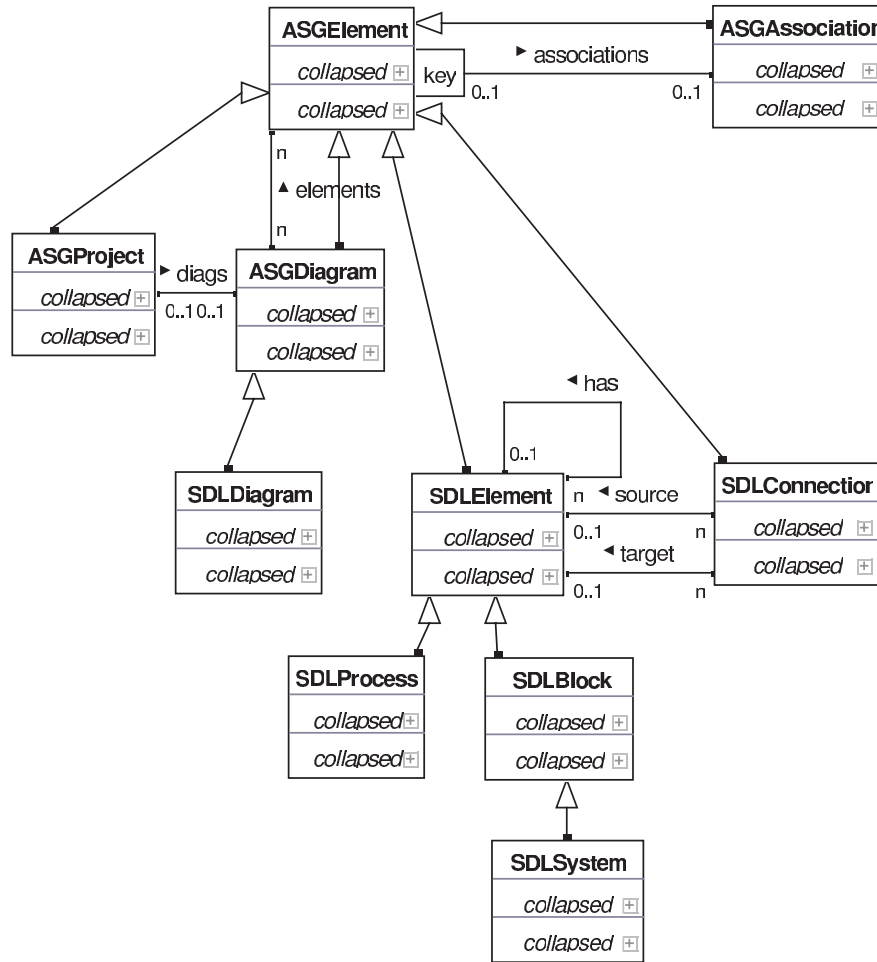 ASGElement
collapsed
collapsed
key
associations
0..1
0..1
ASGAssociation
collapsed
collapsed
n
elements
n
ASGProject
collapsed
collapsed
diags
0..1
0..1
ASGDiagram
collapsed
collapsed
has
0..1
n
SDLDiagram
collapsed
collapsed
SDLElement
collapsed
collapsed
source
0..1
n
target
0..1
n
SDLConnection
collapsed
collapsed
SDLProcess
collapsed
collapsed
SDLBlock
collapsed
collapsed
SDLSystem
collapsed
collapsed